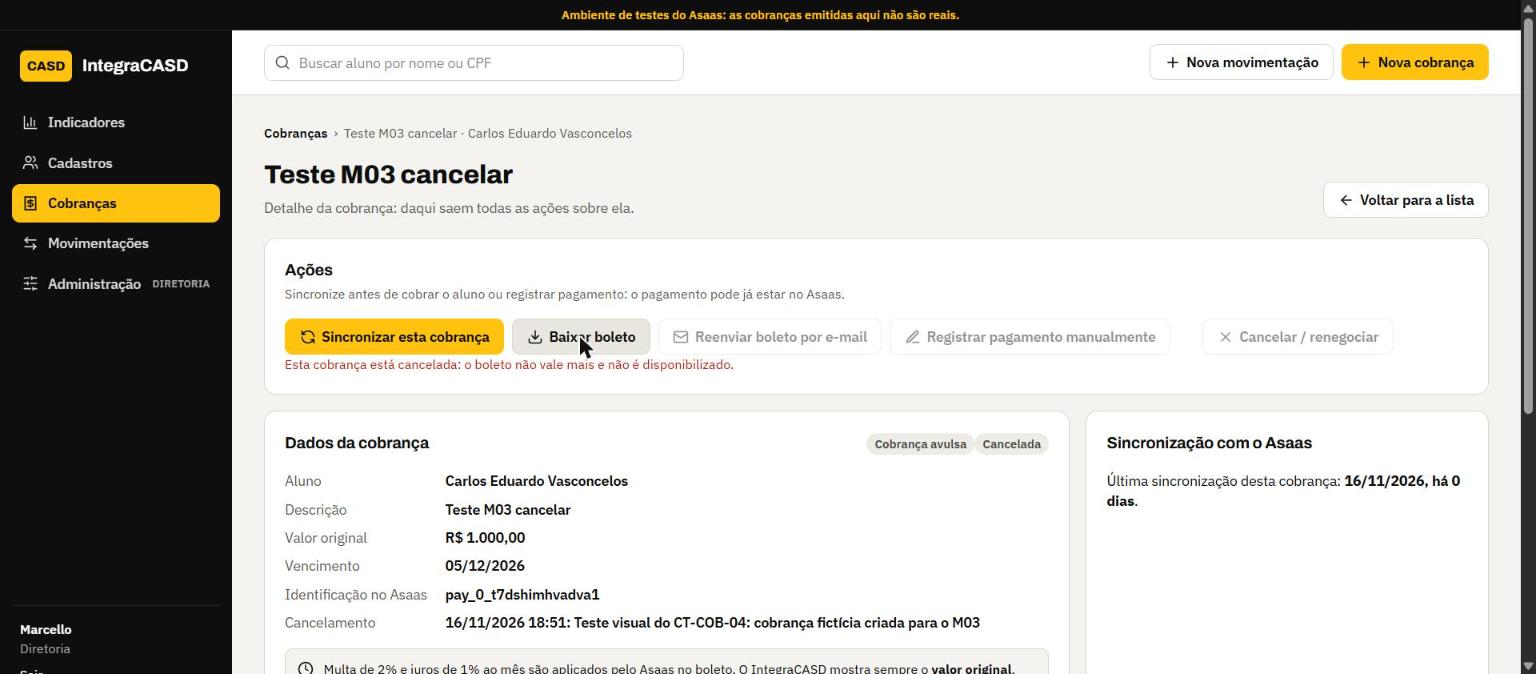 Ambiente de testes do Asaas: as cobranças emitidas aqui não são reais.
CASD IntegraCASD
Buscar aluno por nome ou CPF
Nova movimentação
Nova cobrança
Indicadores
Cadastros
Cobranças
Movimentações
Administração DIRETORIA
Cobranças › Teste M03 cancelar · Carlos Eduardo Vasconcelos
Teste M03 cancelar
Detalhe da cobrança: daqui saem todas as ações sobre ela.
Voltar para a lista
Ações
Sincronize antes de cobrar o aluno ou registrar pagamento: o pagamento pode já estar no Asaas.
Sincronizar esta cobrança
Baixar boleto
Reenviar boleto por e-mail
Registrar pagamento manualmente
Cancelar / renegociar
Esta cobrança está cancelada: o boleto não vale mais e não é disponibilizado.
Dados da cobrança
Cobrança avulsa
Cancelada
Aluno Carlos Eduardo Vasconcelos
Descrição Teste M03 cancelar
Valor original R$ 1.000,00
Vencimento 05/12/2026
Identificação no Asaas pay_0_t7dshimhvadva1
Cancelamento 16/11/2026 18:51: Teste visual do CT-COB-04: cobrança fictícia criada para o M03
Multa de 2% e juros de 1% ao mês são aplicados pelo Asaas no boleto. O IntegraCASD mostra sempre o valor original.
Sincronização com o Asaas
Última sincronização desta cobrança: 16/11/2026, há 0
dias.
Marcello
Diretoria
Sair